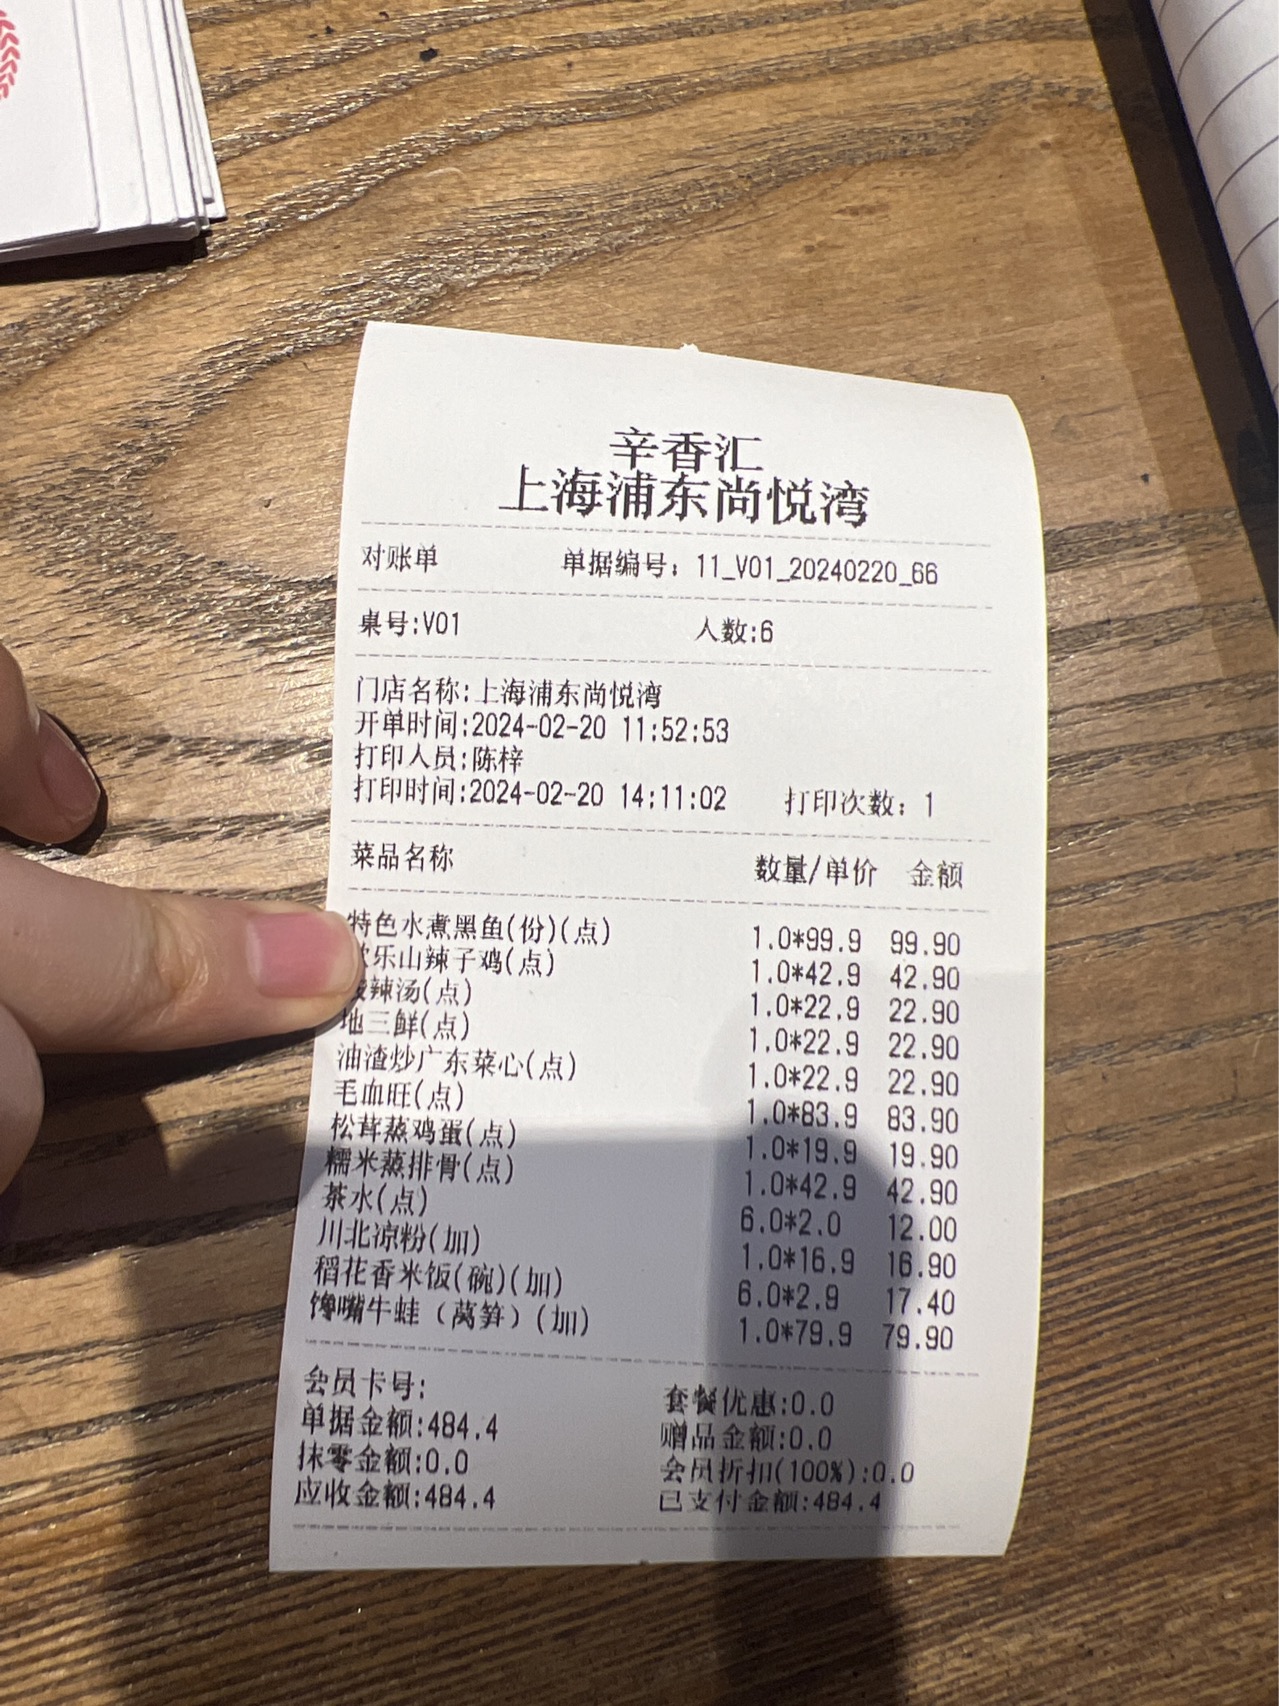 辛香汇
上海浦东尚悦湾
对账单 单据编号：11_V01_20240220_66
桌号:V01 人数:6
门店名称:上海浦东尚悦湾
开单时间:2024-02-20 11:52:53
打印人员:陈梓
打印时间:2024-02-20 14:11:02 打印次数：1
菜品名称 数量/单价 金额
特色水煮黑鱼(份)(点) 1.0*99.9 99.90
乐山辣子鸡(点) 1.0*42.9 42.90
辣汤(点) 1.0*22.9 22.90
地三鲜(点) 1.0*22.9 22.90
油渣炒广东菜心(点) 1.0*22.9 22.90
毛血旺(点) 1.0*83.9 83.90
松茸蒸鸡蛋(点) 1.0*19.9 19.90
糯米蒸排骨(点) 1.0*42.9 42.90
茶水(点) 6.0*2.0 12.00
川北凉粉(加) 1.0*16.9 16.90
稻花香米饭(碗)(加) 6.0*2.9 17.40
馋嘴牛蛙（莴笋）(加) 1.0*79.9 79.90
会员卡号: 套餐优惠:0.0
单据金额:484.4 赠品金额:0.0
抹零金额:0.0 会员折扣(100%):0.0
应收金额:484.4 已支付金额:484.4